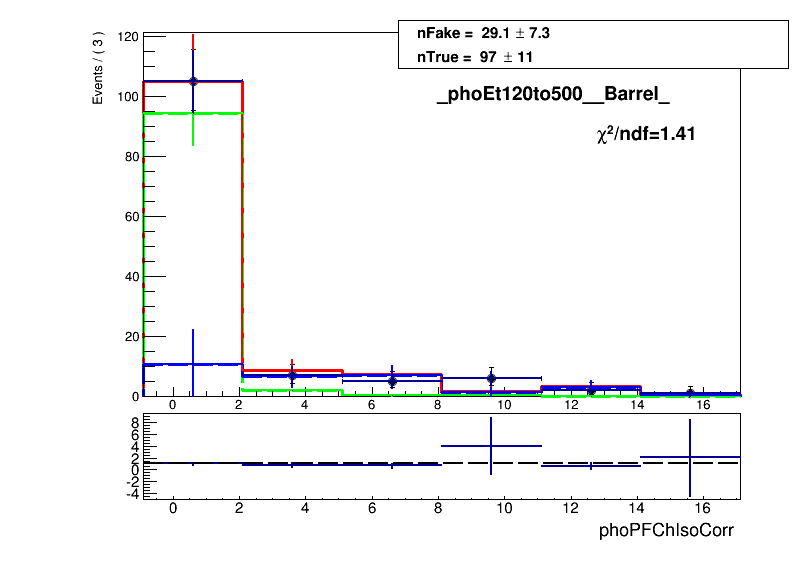 nFake = 29.1 ± 7.3
nTrue = 97 ± 11
_phoEt120to500__Barrel_
χ²/ndf=1.41
Events / ( 3 )
120
100
80
60
40
20
0
0 2 4 6 8 10 12 14 16
8
6
4
2
0
-2
-4
0 2 4 6 8 10 12 14 16
phoPFChIsoCorr